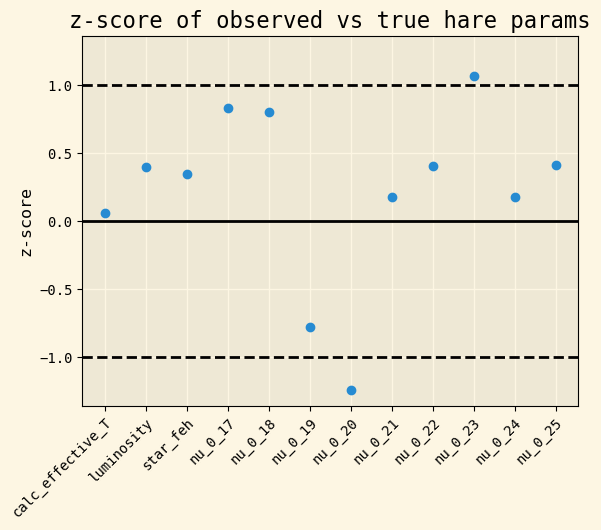 z-score of observed vs true hare params
z-score
1.0
0.5
0.0
−0.5
−1.0
calc_effective_T
luminosity
star_feh
nu_0_17
nu_0_18
nu_0_19
nu_0_20
nu_0_21
nu_0_22
nu_0_23
nu_0_24
nu_0_25